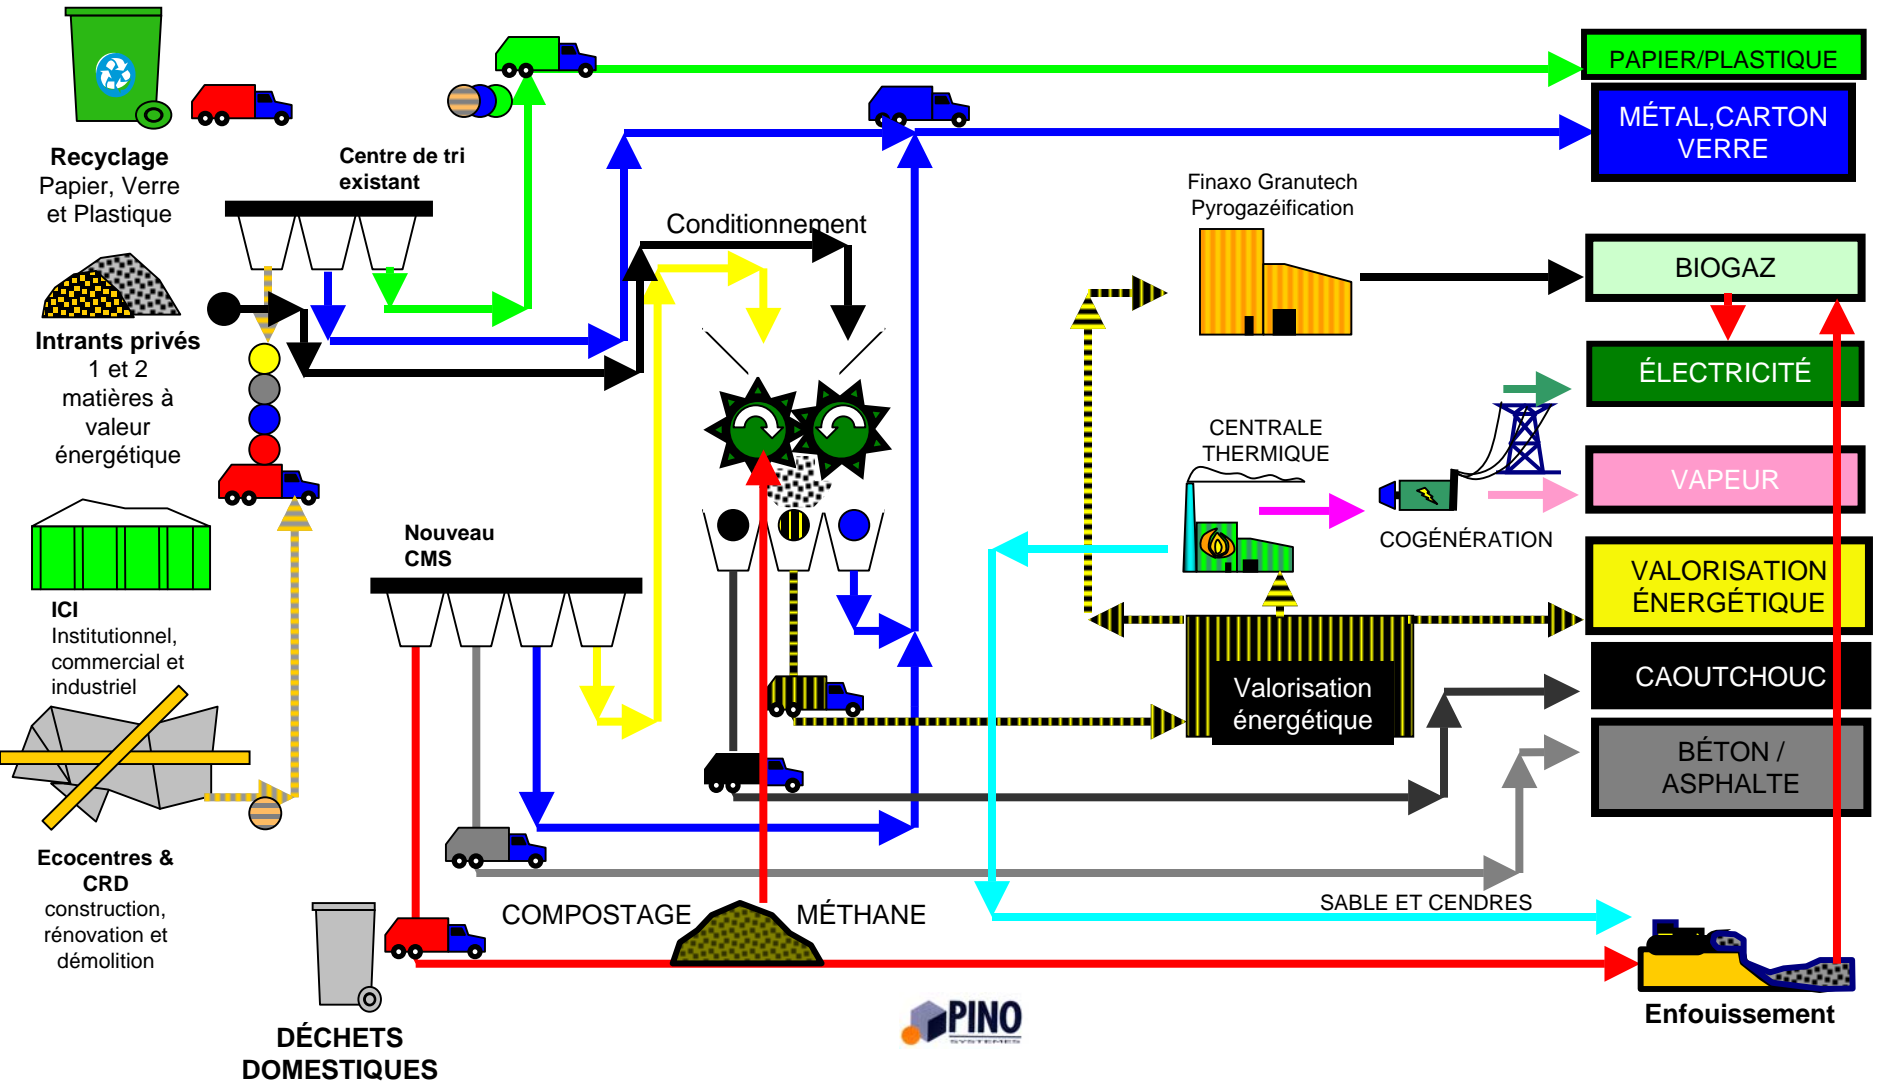 Recyclage
Papier, Verre
et Plastique
Intrants privés
1 et 2
matières à
valeur
énergétique
ICI
Institutionnel,
commercial et
industriel
Ecocentres &
CRD
construction,
rénovation et
démolition
DÉCHETS
DOMESTIQUES
Centre de tri
existant
Nouveau
CMS
Conditionnement
COMPOSTAGE
MÉTHANE
PINO
SYSTEMES
Finaxo Granutech
Pyrogazéification
CENTRALE
THERMIQUE
COGÉNÉRATION
Valorisation
énergétique
SABLE ET CENDRES
PAPIER/PLASTIQUE
MÉTAL,CARTON
VERRE
BIOGAZ
ÉLECTRICITÉ
VAPEUR
VALORISATION
ÉNERGÉTIQUE
CAOUTCHOUC
BÉTON /
ASPHALTE
Enfouissement